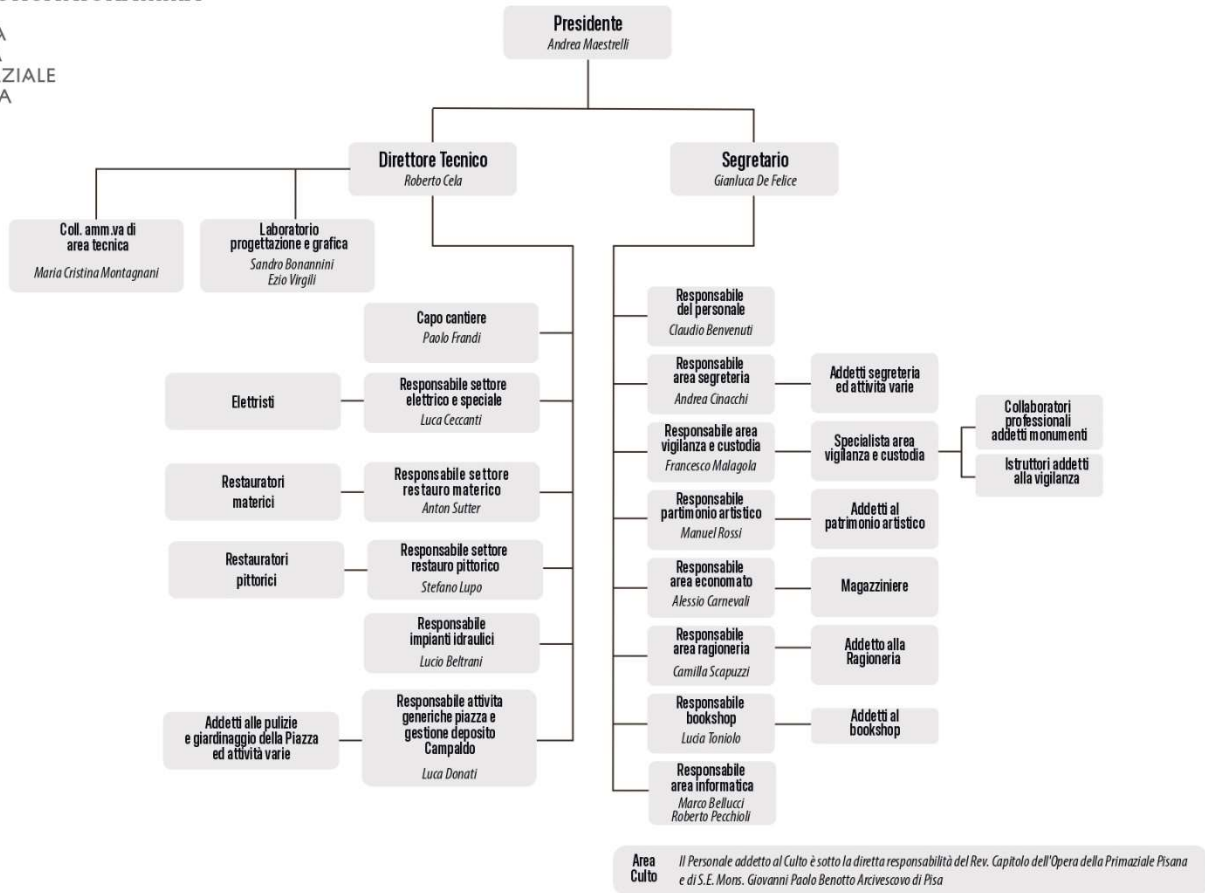 Presidente
Andrea Maestrelli
ZIALE
Direttore Tecnico
Roberto Cela
Segretario
Gianluca De Felice
Coll. amm.va di
area tecnica
Maria Cristina Montagnani
Laboratorio
progettazione e grafica
Sandro Bonannini
Ezio Virgili
Capo cantiere
Paolo Frandi
Elettristi
Responsabile settore
elettrico e speciale
Luca Ceccanti
Restauratori
materici
Responsabile settore
restauro materico
Anton Sutter
Restauratori
pittorici
Responsabile settore
restauro pittorico
Stefano Lupo
Responsabile
impianti idraulici
Lucio Beltrani
Addetti alle pulizie
e giardinaggio della Piazza
ed attività varie
Responsabile attivita
generiche piazza e
gestione deposito
Campaldo
Luca Donati
Responsabile
del personale
Claudio Benvenuti
Responsabile
area segreteria
Andrea Cinacchi
Addetti segreteria
ed attività varie
Responsabile area
vigilanza e custodia
Francesco Malagola
Specialista area
vigilanza e custodia
Collaboratori
professionali
addetti monumenti
Istruttori addetti
alla vigilanza
Responsabile
partimonio artistico
Manuel Rossi
Addetti al
patrimonio artistico
Responsabile
area economato
Alessio Carnevali
Magazziniere
Responsabile
area ragioneria
Camilla Scapuzzi
Addetto alla
Ragioneria
Responsabile
bookshop
Lucia Toniolo
Addetti al
bookshop
Responsabile
area informatica
Marco Bellucci
Roberto Pecchioli
Area
Culto
Il Personale addetto al Culto è sotto la diretta responsabilità del Rev. Capitolo dell'Opera della Primaziale Pisana
e di S.E. Mons. Giovanni Paolo Benotto Arcivescovo di Pisa